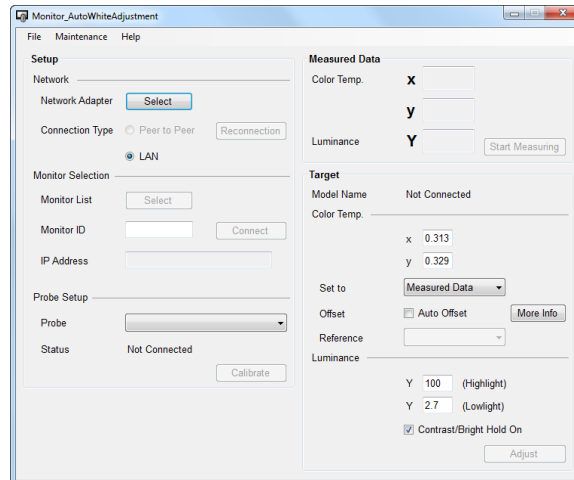 Monitor_AutoWhiteAdjustment
File Maintenance Help
Setup
Network
Network Adapter Select
Connection Type Peer to Peer Reconnection
LAN
Monitor Selection
Monitor List Select
Monitor ID Connect
IP Address
Probe Setup
Probe
Status Not Connected
Calibrate
Measured Data
Color Temp. x
y
Luminance Y Start Measuring
Target
Model Name Not Connected
Color Temp.
x 0.313
y 0.329
Set to Measured Data
Offset Auto Offset More Info
Reference
Luminance
Y 100 (Highlight)
Y 2.7 (Lowlight)
Contrast/Bright Hold On
Adjust